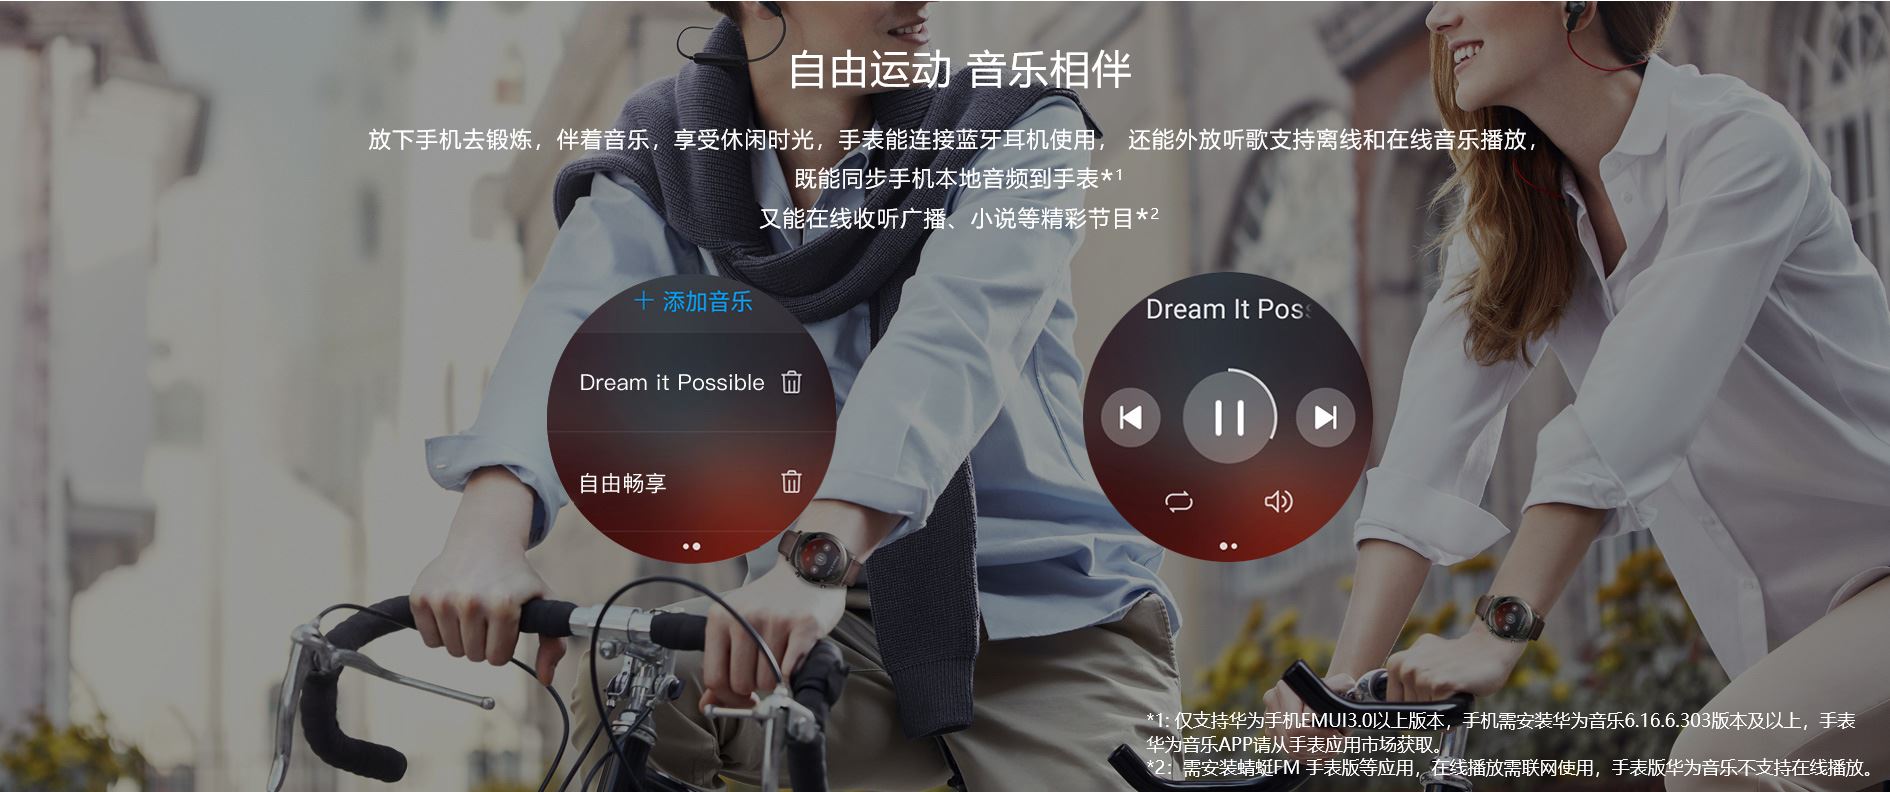 自由运动 音乐相伴
放下手机去锻炼，伴着音乐，享受休闲时光，手表能连接蓝牙耳机使用， 还能外放听歌支持离线和在线音乐播放，
既能同步手机本地音频到手表*1
又能在线收听广播、小说等精彩节目*2
+ 添加音乐
Dream it Possible
自由畅享
Dream It Poss
*1: 仅支持华为手机EMUI3.0以上版本，手机需安装华为音乐6.16.6.303版本及以上，手表
华为音乐APP请从手表应用市场获取。
*2：需安装蜻蜓FM 手表版等应用，在线播放需联网使用，手表版华为音乐不支持在线播放。